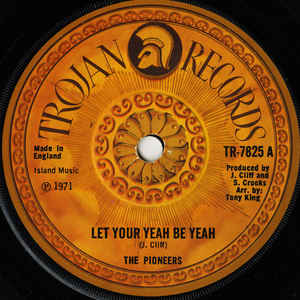 TROJAN RECORDS
Made in
England
Island Music
℗ 1971
TR-7825 A
Produced by
J. Cliff and
S. Crooks
Arr. by:
Tony King
LET YOUR YEAH BE YEAH
(J. Cliff)
THE PIONEERS